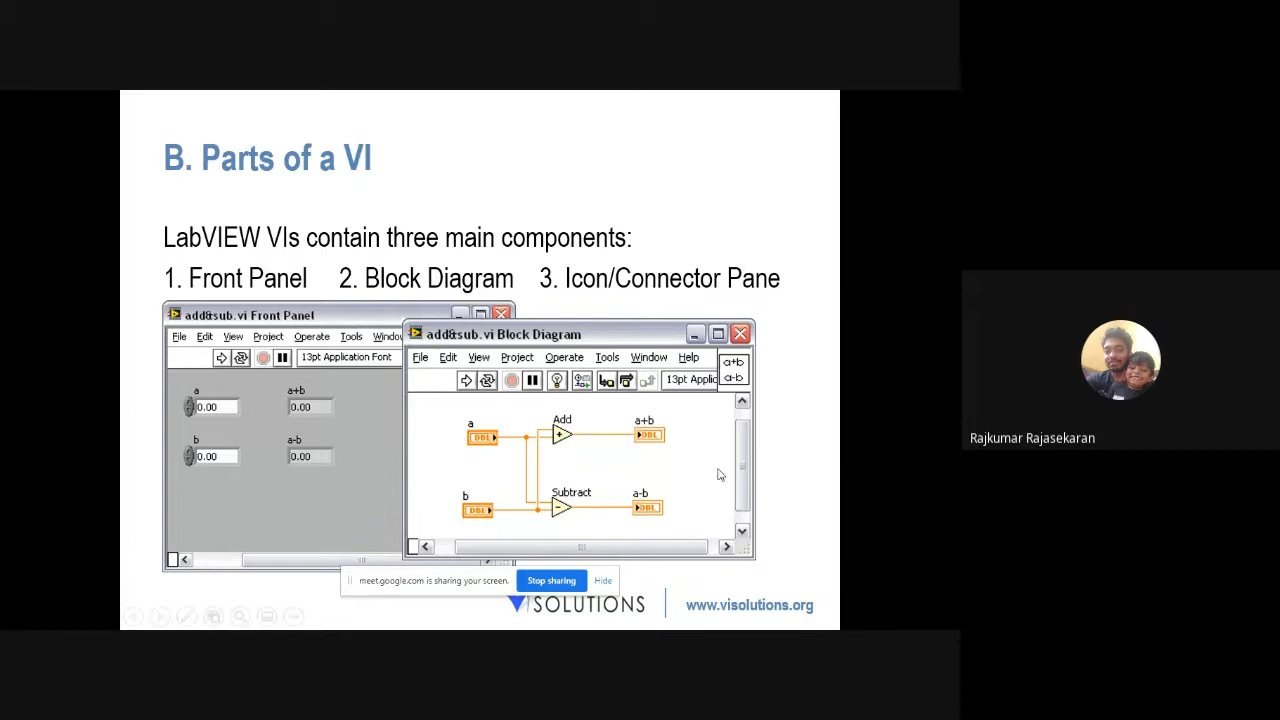 B. Parts of a VI
LabVIEW VIs contain three main components:
1. Front Panel 2. Block Diagram 3. Icon/Connector Pane
add&sub.vi Front Panel
File Edit View Project Operate Tools Windo
13pt Application Font
a
a+b
0.00
0.00
b
a-b
0.00
0.00
add&sub.vi Block Diagram
File Edit View Project Operate Tools Window Help
a+b
a-b
13pt Applic
a
Add
a+b
DBL
+
DBL
b
Subtract
a-b
DBL
-
DBL
meet.google.com is sharing your screen. Stop sharing Hide
VISOLUTIONS
www.visolutions.org
Rajkumar Rajasekaran